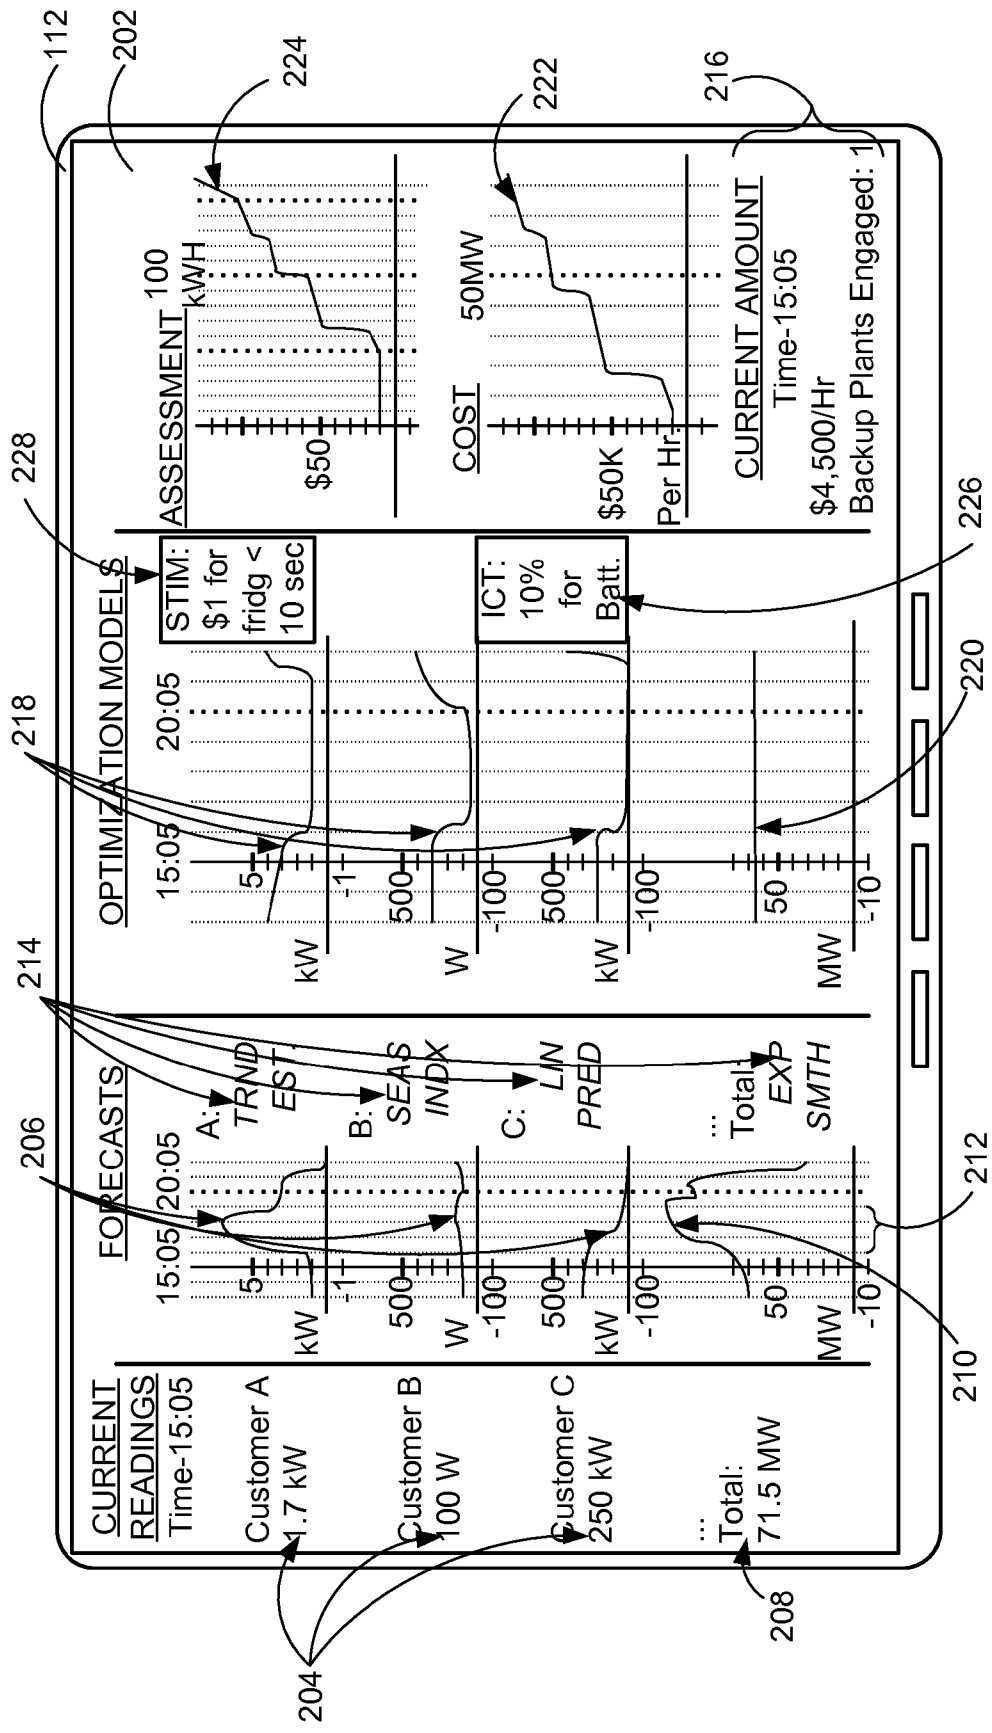 112
202
204
206
208
210
212
214
216
218
220
222
224
226
228
CURRENT
READINGS
Time-15:05
Customer A
1.7 kW
Customer B
100 W
Customer C
250 kW
...
Total:
71.5 MW
FORECASTS
15:05 20:05
5
-1
kW
500
-100
W
500
-100
kW
50
-10
MW
A:
TRND
EST.
B:
SEAS
INDX
C:
LIN
PRED
...
Total:
EXP
SMTH
OPTIMIZATION MODELS
15:05 20:05
5
-1
kW
500
-100
W
500
-100
kW
50
-10
MW
STIM:
$1 for
fridg <
10 sec
ICT:
10%
for
Batt.
ASSESSMENT
100
kWH
$50
COST
50MW
$50K
Per Hr.
CURRENT AMOUNT
Time-15:05
$4,500/Hr
Backup Plants Engaged: 1